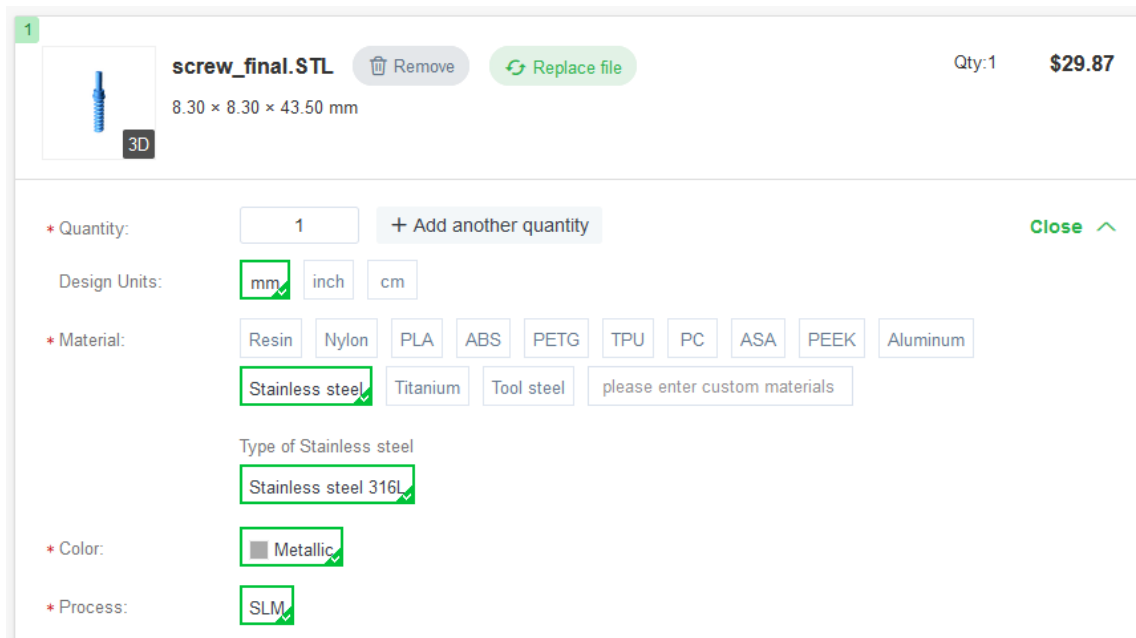 1
screw_final.STL Remove Replace file Qty:1 $29.87
8.30 × 8.30 × 43.50 mm
3D
* Quantity: 1 + Add another quantity Close
Design Units: mm inch cm
* Material: Resin Nylon PLA ABS PETG TPU PC ASA PEEK Aluminum
Stainless steel Titanium Tool steel please enter custom materials
Type of Stainless steel
Stainless steel 316L
* Color: Metallic
* Process: SLM